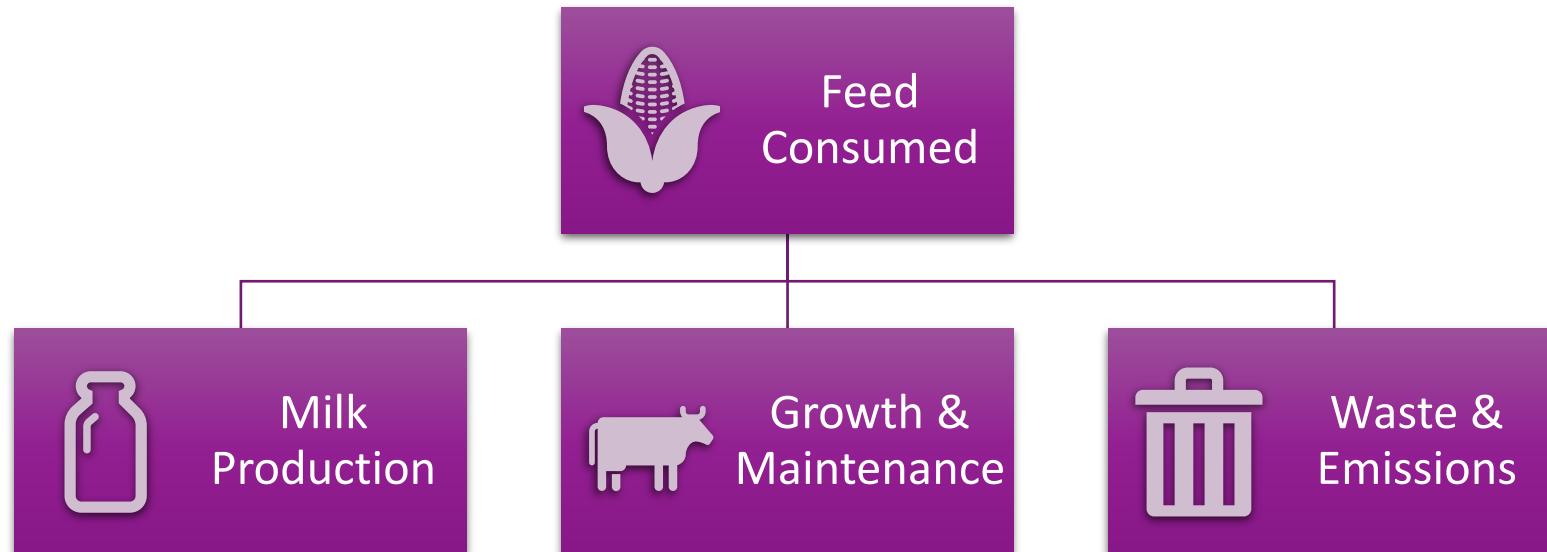 Feed
Consumed
Milk
Production
Growth &
Maintenance
Waste &
Emissions